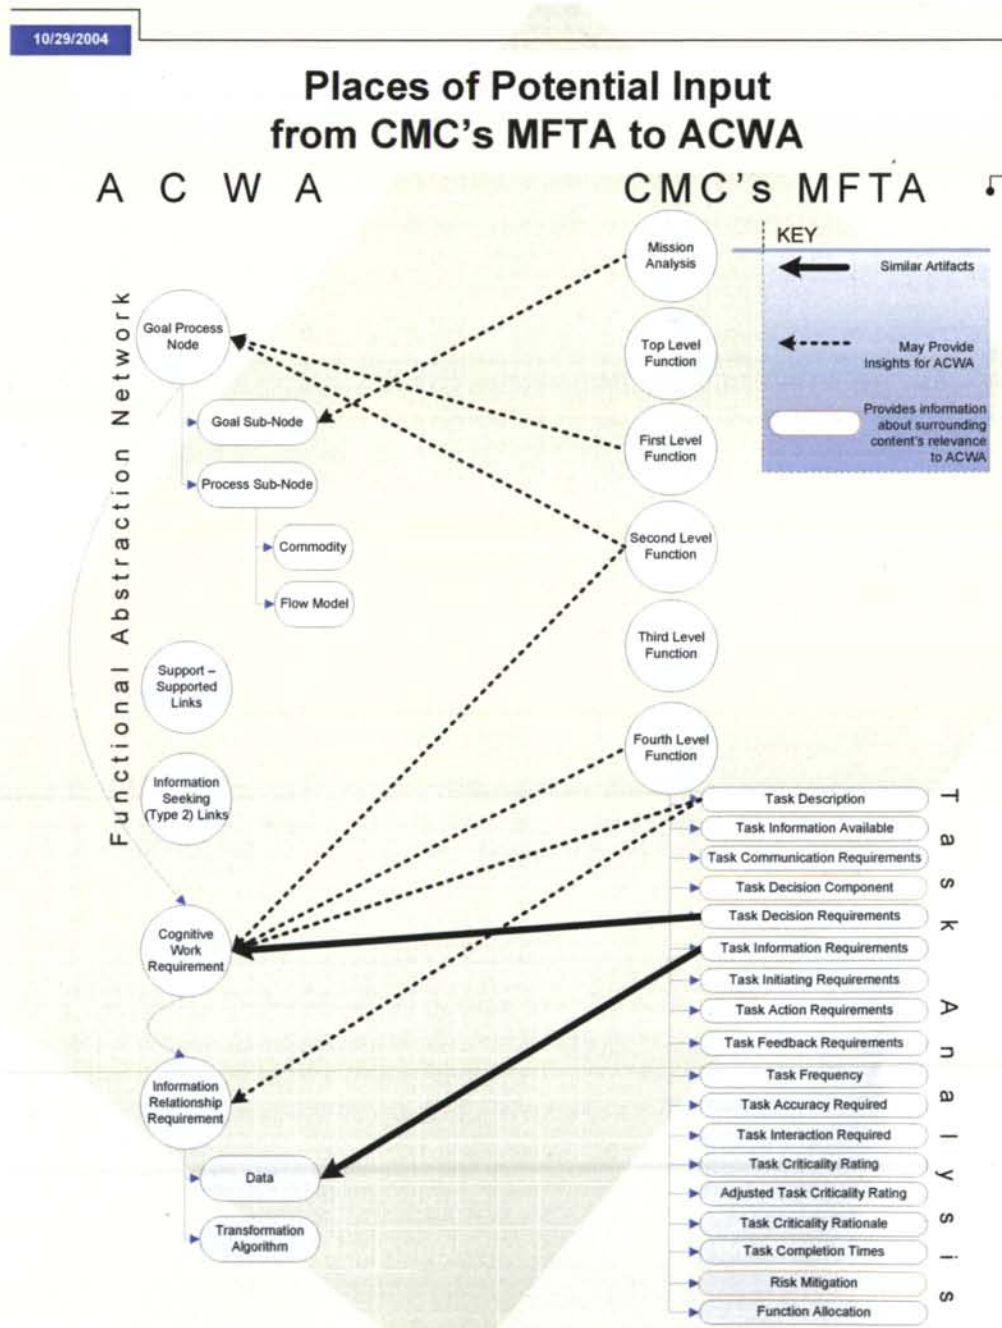 10/29/2004
Places of Potential Input
from CMC's MFTA to ACWA
A C W A
CMC's MFTA
Functional Abstraction Network
Goal Process
Node
Goal Sub-Node
Process Sub-Node
Commodity
Flow Model
Support –
Supported
Links
Information
Seeking
(Type 2) Links
Cognitive
Work
Requirement
Information
Relationship
Requirement
Data
Transformation
Algorithm
Mission
Analysis
Top Level
Function
First Level
Function
Second Level
Function
Third Level
Function
Fourth Level
Function
KEY
Similar Artifacts
May Provide
Insights for ACWA
Provides information
about surrounding
content's relevance
to ACWA
Task Description
Task Information Available
Task Communication Requirements
Task Decision Component
Task Decision Requirements
Task Information Requirements
Task Initiating Requirements
Task Action Requirements
Task Feedback Requirements
Task Frequency
Task Accuracy Required
Task Interaction Required
Task Criticality Rating
Adjusted Task Criticality Rating
Task Criticality Rationale
Task Completion Times
Risk Mitigation
Function Allocation
Task Analysis